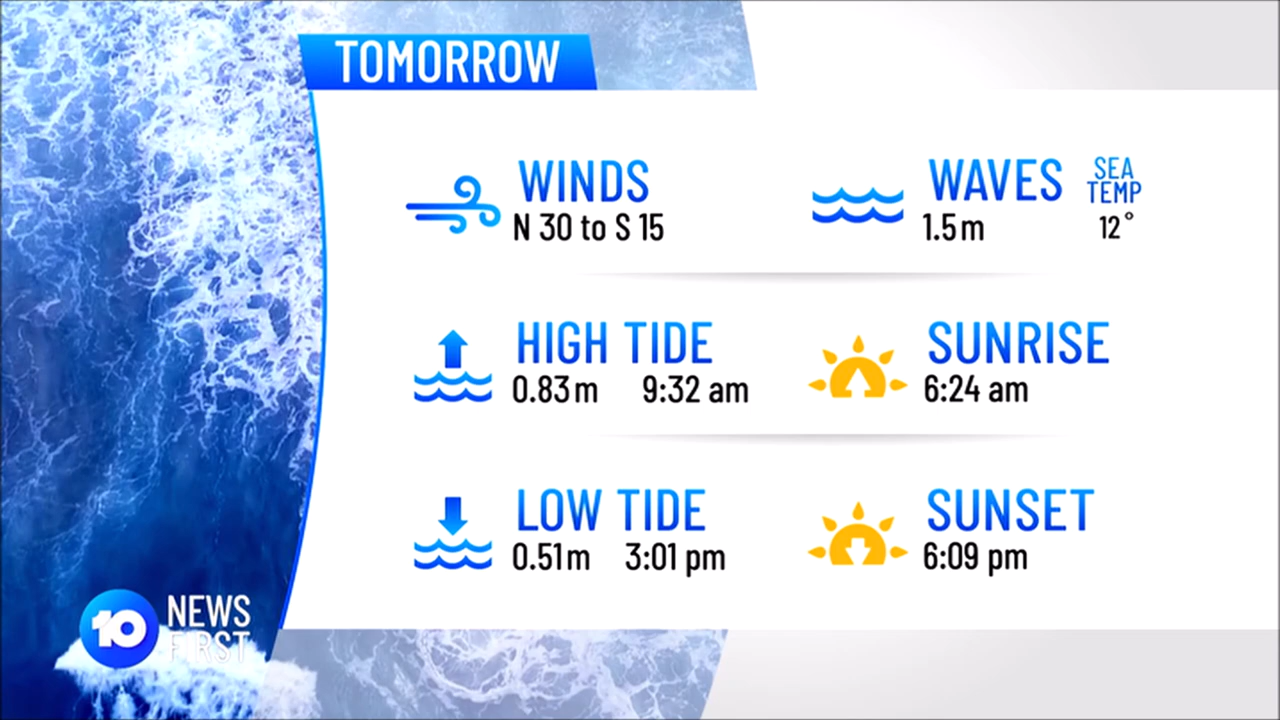 TOMORROW
WINDS
N 30 to S 15
WAVES
1.5m
SEA
TEMP
12°
HIGH TIDE
0.83m 9:32 am
SUNRISE
6:24 am
LOW TIDE
0.51m 3:01 pm
SUNSET
6:09 pm
10 NEWS
FIRST